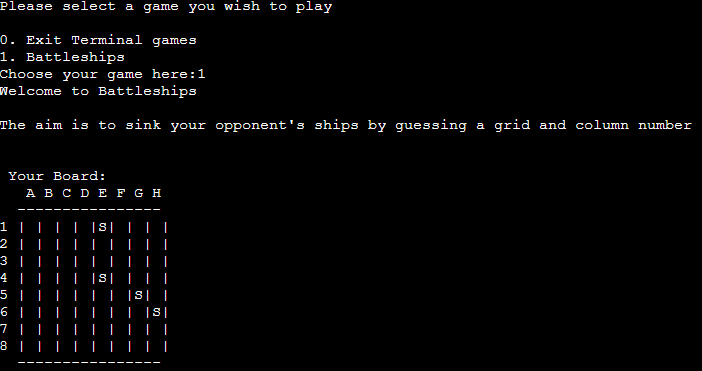 Please select a game you wish to play
0. Exit Terminal games
1. Battleships
Choose your game here:1
Welcome to Battleships
The aim is to sink your opponent's ships by guessing a grid and column number
Your Board:
A B C D E F G H
-----------------
1 | | | | |S| | | |
2 | | | | | | | | |
3 | | | | | | | | |
4 | | | | |S| | | |
5 | | | | | | |S| |
6 | | | | | | | |S|
7 | | | | | | | | |
8 | | | | | | | | |
-----------------